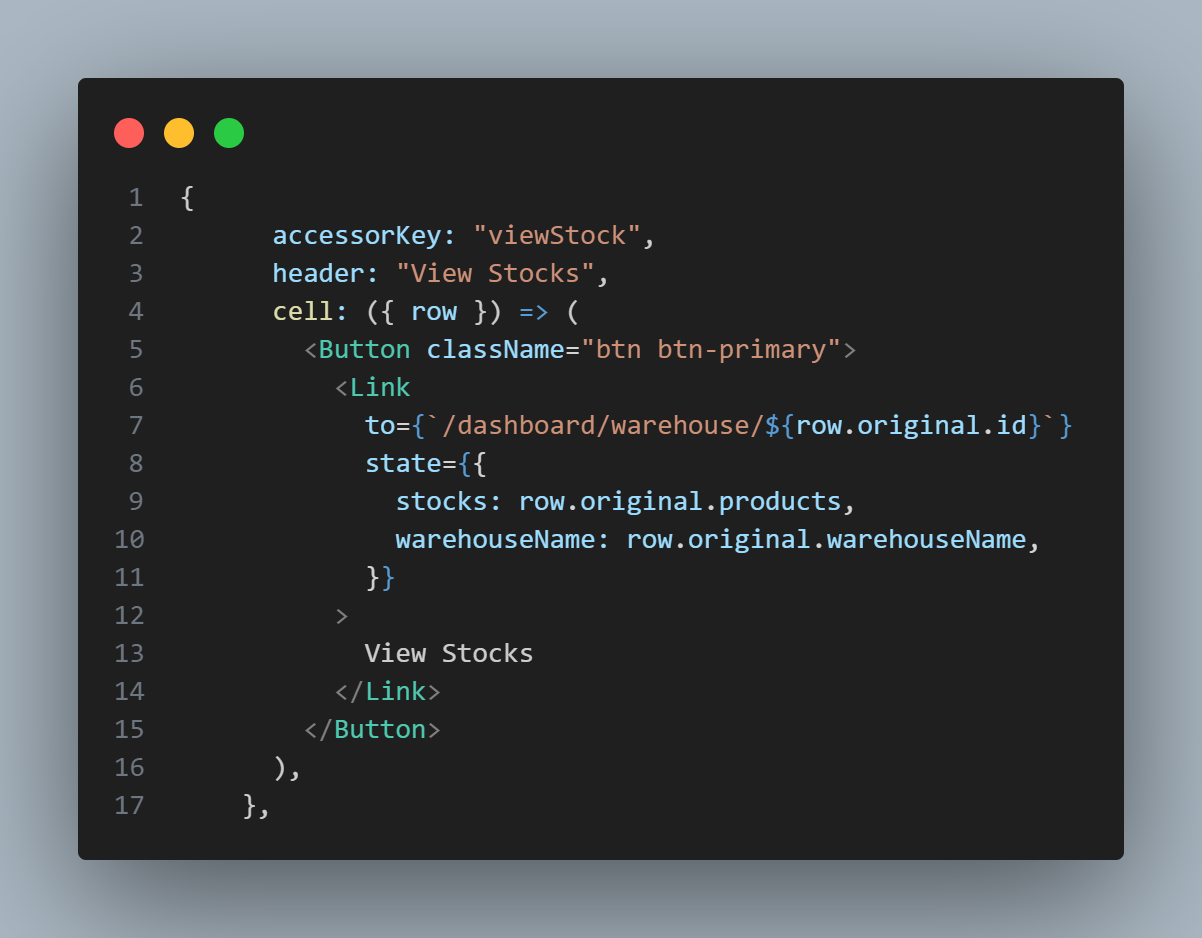 1 {
2       accessorKey: "viewStock",
3       header: "View Stocks",
4       cell: ({ row }) => (
5         <Button className="btn btn-primary">
6           <Link
7             to={`/dashboard/warehouse/${row.original.id}`}
8             state={{
9               stocks: row.original.products,
10               warehouseName: row.original.warehouseName,
11             }}
12           >
13             View Stocks
14           </Link>
15         </Button>
16       ),
17     },